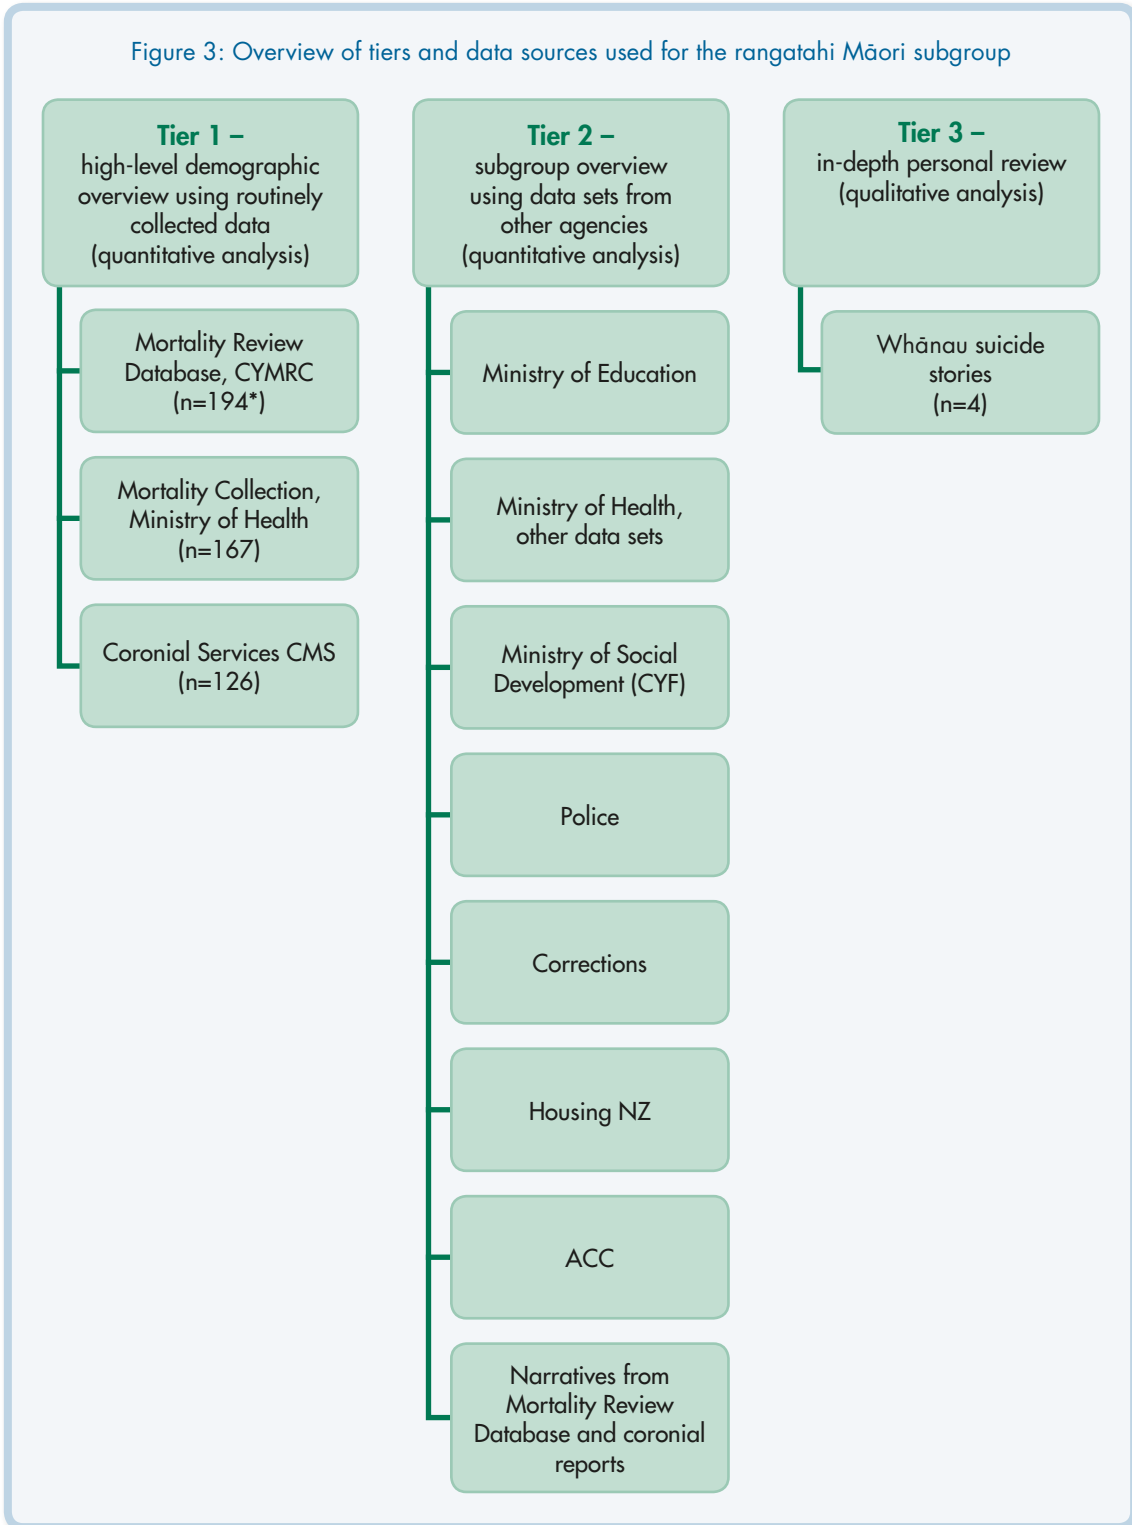 Figure 3: Overview of tiers and data sources used for the rangatahi Māori subgroup
Tier 1 –
high-level demographic
overview using routinely
collected data
(quantitative analysis)
Mortality Review
Database, CYMRC
(n=194*)
Mortality Collection,
Ministry of Health
(n=167)
Coronial Services CMS
(n=126)
Tier 2 –
subgroup overview
using data sets from
other agencies
(quantitative analysis)
Ministry of Education
Ministry of Health,
other data sets
Ministry of Social
Development (CYF)
Police
Corrections
Housing NZ
ACC
Narratives from
Mortality Review
Database and coronial
reports
Tier 3 –
in-depth personal review
(qualitative analysis)
Whānau suicide
stories
(n=4)